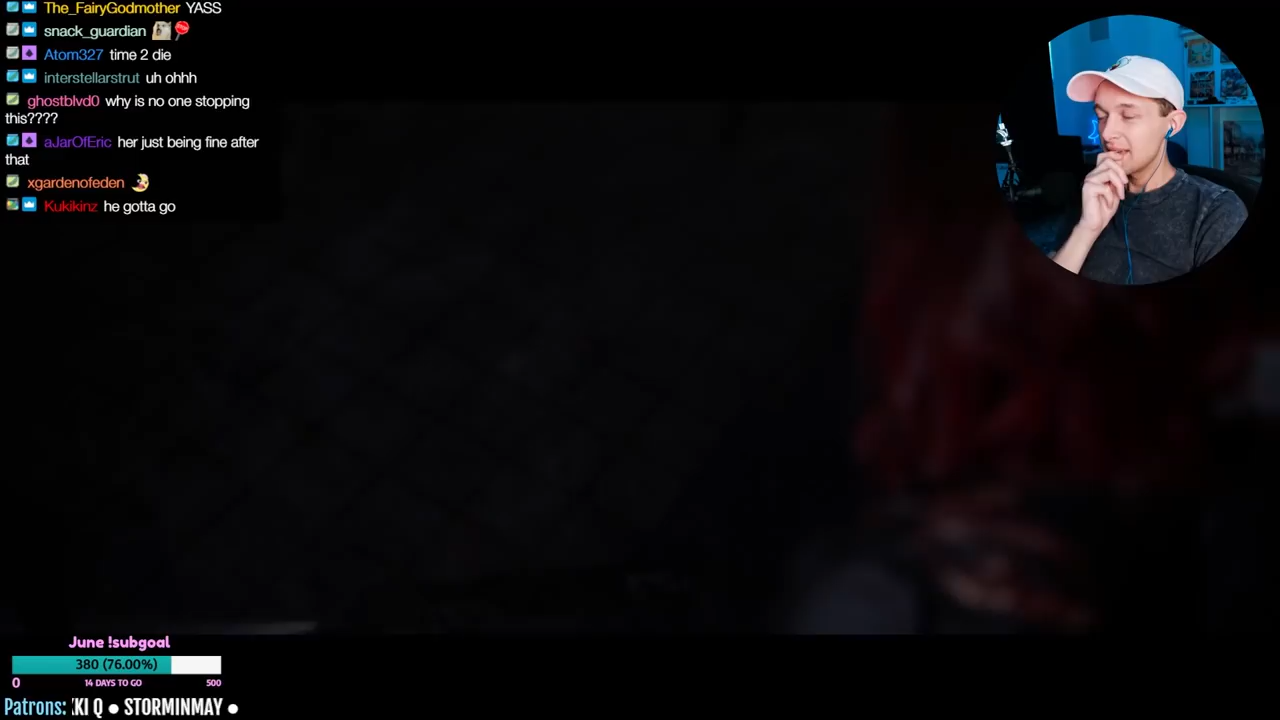 The_FairyGodmother YASS
snack_guardian
Atom327 time 2 die
interstellarstrut uh ohhh
ghostblvd0 why is no one stopping
this????
aJarOfEric her just being fine after
that
xgardenofeden
Kukikinz he gotta go
June !subgoal
380 (76.00%)
0 14 DAYS TO GO 500
Patrons: KI Q ● STORMINMAY ●